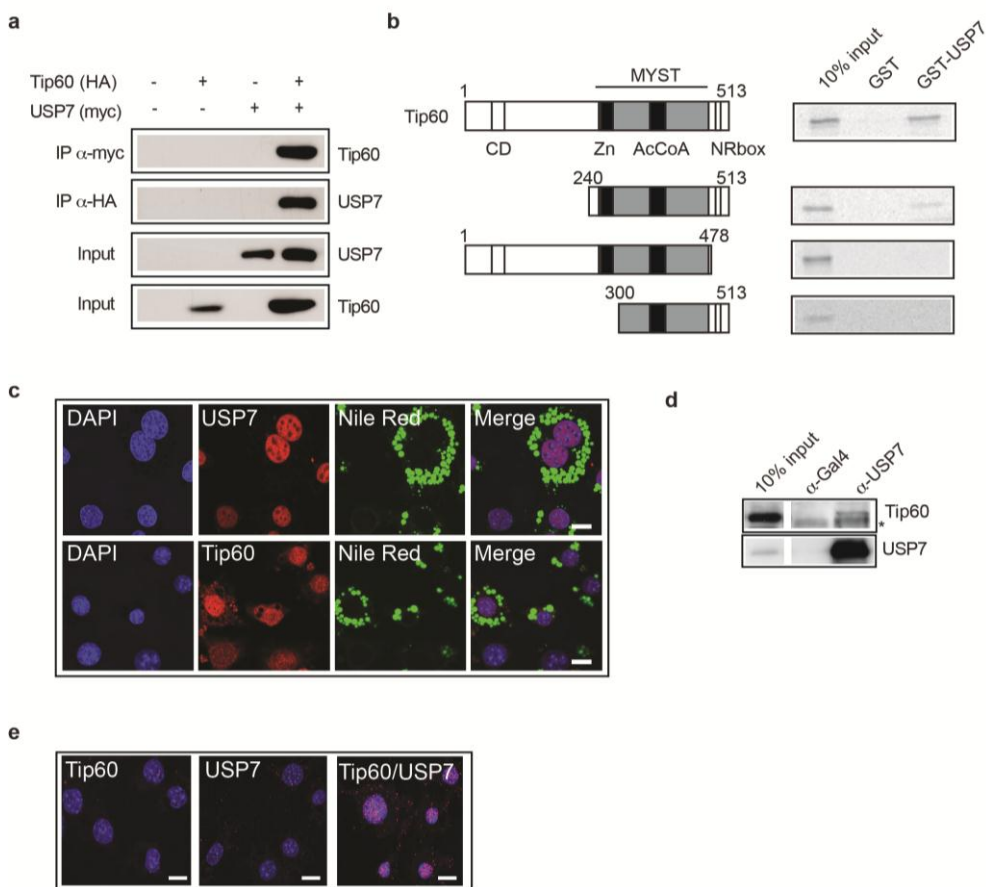 a
Tip60 (HA) - + - +
USP7 (myc) - - + +
IP α-myc Tip60
IP α-HA USP7
Input USP7
Input Tip60
b
MYST
1 513
Tip60
CD Zn AcCoA NRbox
240 513
1 478
300 513
10% input GST GST-USP7
c
DAPI USP7 Nile Red Merge
DAPI Tip60 Nile Red Merge
d
10% input α-Gal4 α-USP7
Tip60
*
USP7
e
Tip60 USP7 Tip60/USP7